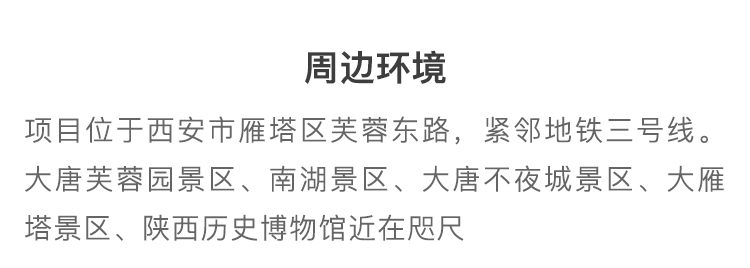 周边环境
项目位于西安市雁塔区芙蓉东路，紧邻地铁三号线。
大唐芙蓉园景区、南湖景区、大唐不夜城景区、大雁
塔景区、陕西历史博物馆近在咫尺